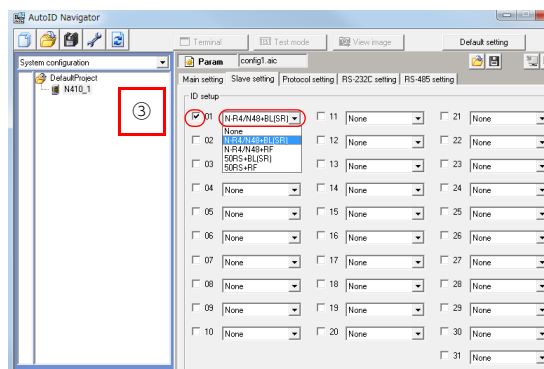 AutoID Navigator
Terminal Test mode View image Default setting
System configuration
Param config1.aic
DefaultProject
N410_1
Main setting Slave setting Protocol setting RS-232C setting RS-485 setting
③
ID setup
01 N-R4/N48+BL(SR) 11 None 21 None
None
N-R4/N48+BL(SR)
N-R4/N48+RF
50RS+BL(SR)
50RS+RF
02 12 None 22 None
03 13 None 23 None
04 None 14 None 24 None
05 None 15 None 25 None
06 None 16 None 26 None
07 None 17 None 27 None
08 None 18 None 28 None
09 None 19 None 29 None
10 None 20 None 30 None
31 None